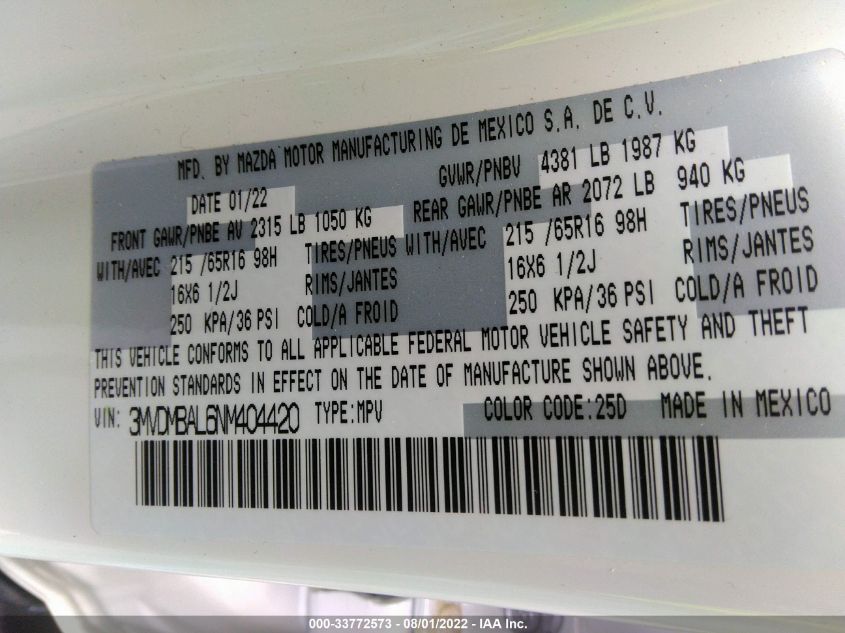 MFD. BY MAZDA MOTOR MANUFACTURING DE MEXICO S.A. DE C.V.
DATE 01/22 GVWR/PNBV 4381 LB 1987 KG
FRONT GAWR/PNBE AV 2315 LB 1050 KG REAR GAWR/PNBE AR 2072 LB 940 KG
WITH/AVEC 215 /65R16 98H TIRES/PNEUS WITH/AVEC 215 /65R16 98H TIRES/PNEUS
16X6 1/2J RIMS/JANTES 16X6 1/2J RIMS/JANTES
250 KPA/36 PSI COLD/A FROID 250 KPA/36 PSI COLD/A FROID
THIS VEHICLE CONFORMS TO ALL APPLICABLE FEDERAL MOTOR VEHICLE SAFETY AND THEFT
PREVENTION STANDARDS IN EFFECT ON THE DATE OF MANUFACTURE SHOWN ABOVE.
VIN: 3MVDMBAL6NM404420 TYPE:MPV COLOR CODE:25D MADE IN MEXICO
000-33772573 - 08/01/2022 - IAA Inc.